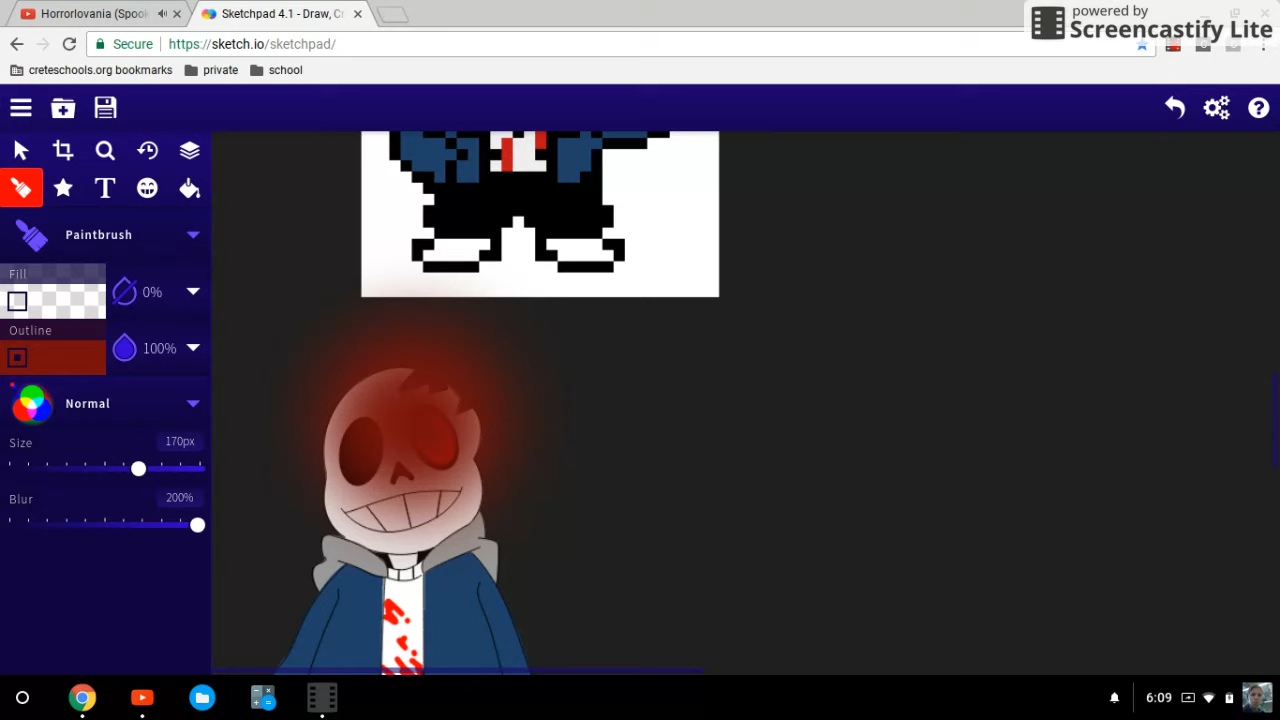 Horrorlovania (Spook
Sketchpad 4.1 - Draw, Cr
powered by
Screencastify Lite
Secure
https://sketch.io/sketchpad/
creteschools.org bookmarks
private
school
T
Paintbrush
Fill
0%
Outline
100%
Normal
Size
170px
Blur
200%
6:09